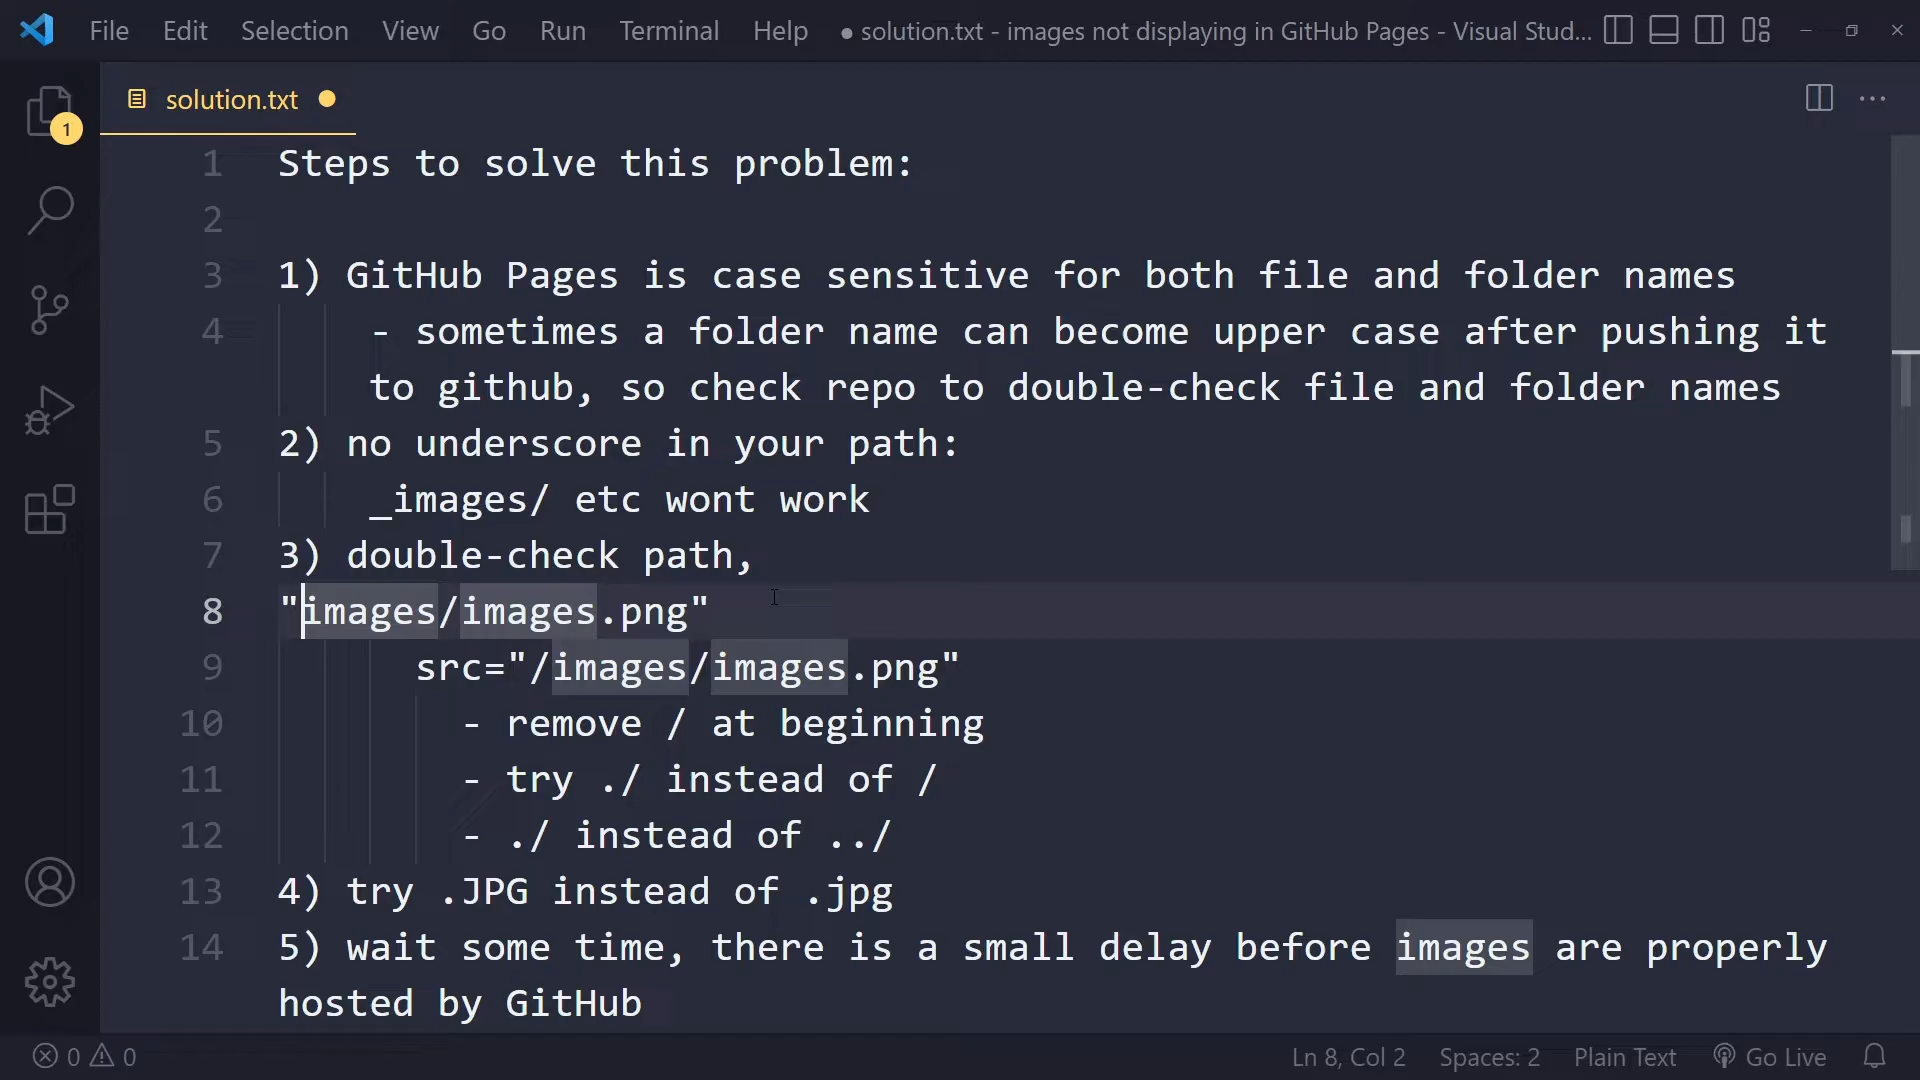 File Edit Selection View Go Run Terminal Help ● solution.txt - images not displaying in GitHub Pages - Visual Stud...
solution.txt
1
1 Steps to solve this problem:
2
3 1) GitHub Pages is case sensitive for both file and folder names
4 - sometimes a folder name can become upper case after pushing it
to github, so check repo to double-check file and folder names
5 2) no underscore in your path:
6 _images/ etc wont work
7 3) double-check path,
8 "images/images.png"
9 src="/images/images.png"
10 - remove / at beginning
11 - try ./ instead of /
12 - ./ instead of ../
13 4) try .JPG instead of .jpg
14 5) wait some time, there is a small delay before images are properly
hosted by GitHub
0 0 Ln 8, Col 2 Spaces: 2 Plain Text Go Live